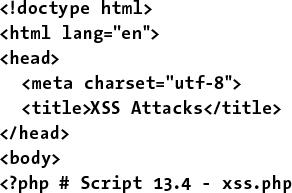 <!doctype html>
<html lang="en">
<head>
<meta charset="utf-8">
<title>XSS Attacks</title>
</head>
<body>
<?php # Script 13.4 - xss.php